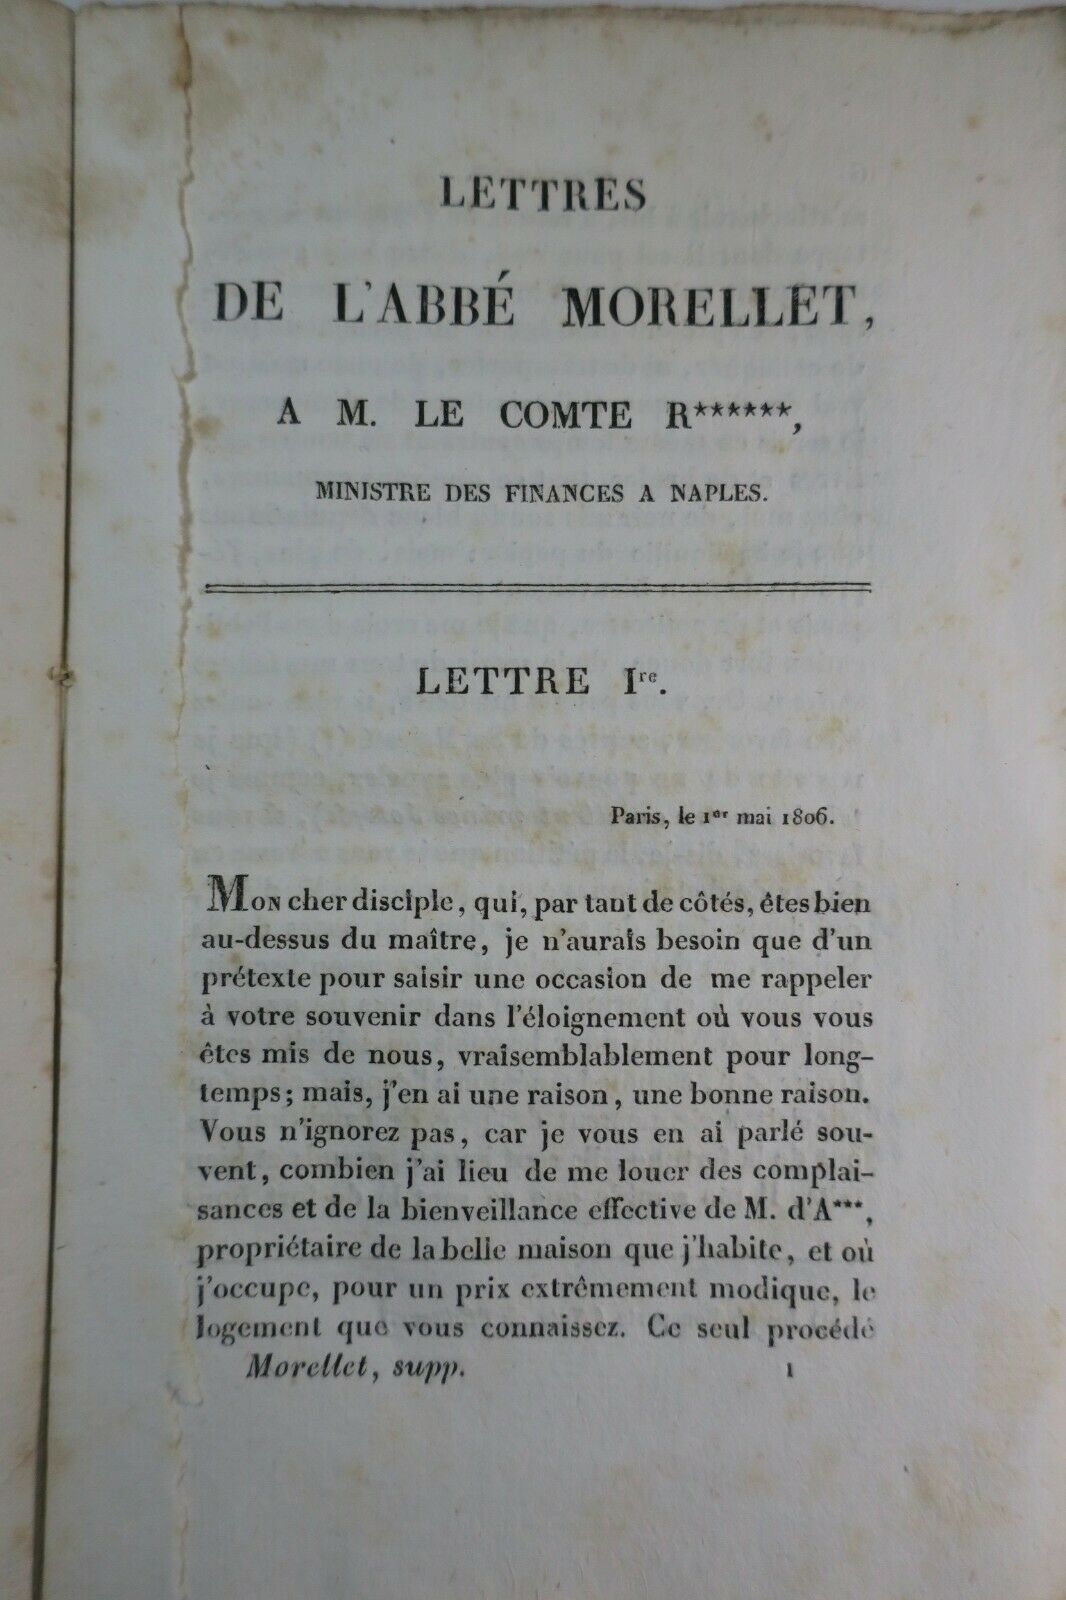 LETTRES
DE L'ABBÉ MORELLET,
A M. LE COMTE R******,
MINISTRE DES FINANCES A NAPLES.
LETTRE Ire.
Paris, le 1er mai 1806.
MON cher disciple, qui, par tant de côtés, êtes bien
au-dessus du maître, je n'aurais besoin que d'un
prétexte pour saisir une occasion de me rappeler
à votre souvenir dans l'éloignement où vous vous
êtes mis de nous, vraisemblablement pour long-
temps; mais, j'en ai une raison, une bonne raison.
Vous n'ignorez pas, car je vous en ai parlé sou-
vent, combien j'ai lieu de me louer des complai-
sances et de la bienveillance effective de M. d'A***,
propriétaire de la belle maison que j'habite, et où
j'occupe, pour un prix extrêmement modique, le
logement que vous connaissez. Ce seul procédé
Morellet, supp. 1